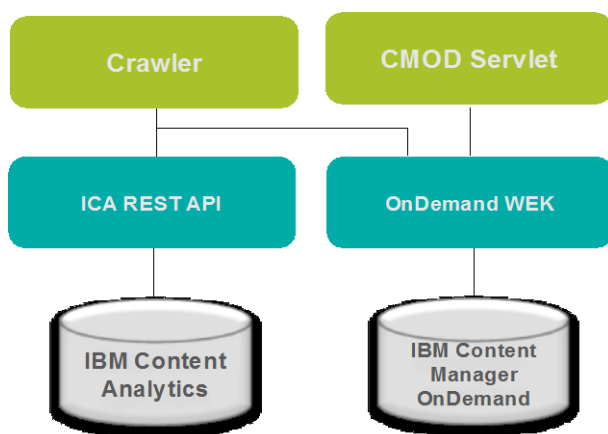 Crawler
CMOD Servlet
ICA REST API
OnDemand WEK
IBM Content
Analytics
IBM Content
Manager
OnDemand